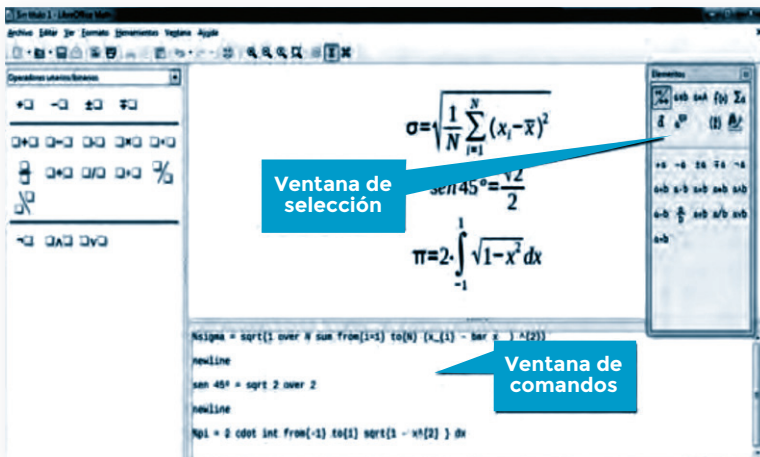 Sin título 1 - LibreOffice Math
Archivo Editar Ver Formato Herramientas Ventana Ayuda
Operadores unarios/binarios
+□ -□ ±□ ∓□
Elementos
σ=√(1/N ∑_{i=1}^{N} (x_i-x̄)²)
sen45º=√2/2
π=2·∫_{-1}^{1} √(1-x²) dx
Ventana de
selección
%sigma = sqrt{1 over N sum from{i=1} to{N} (x_{i} - bar x ) ^{2}}
newline
sen 45º = sqrt 2 over 2
newline
%pi = 2 cdot int from{-1} to{1} sqrt{1 - x^{2} } dx
Ventana de
comandos